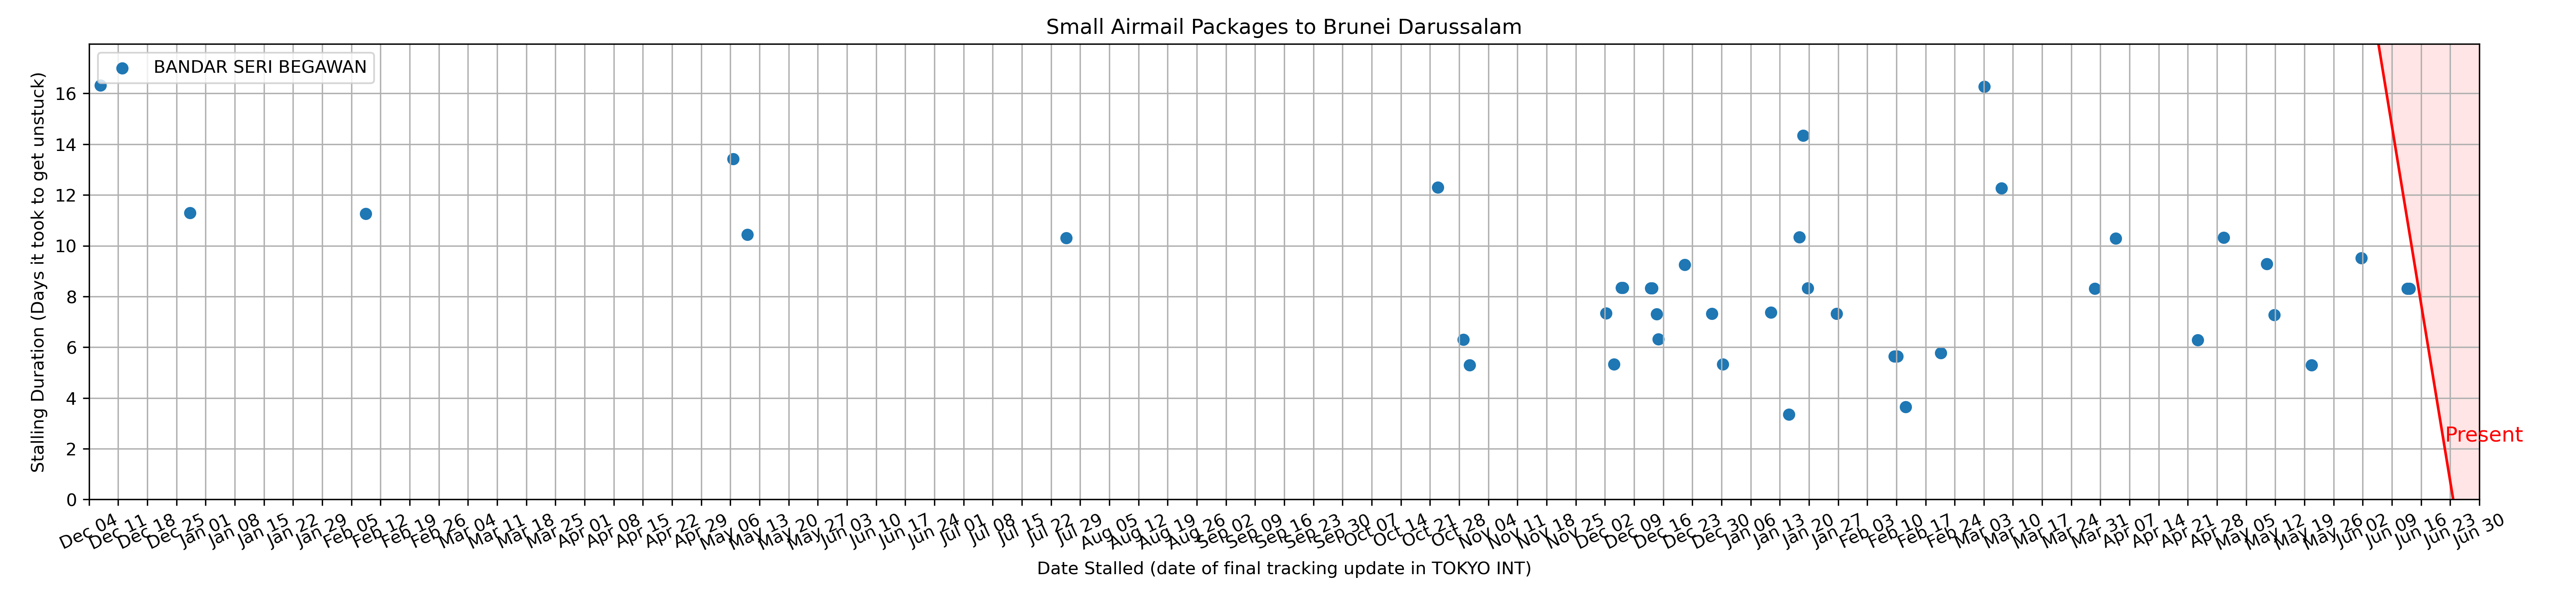 Small Airmail Packages to Brunei Darussalam
BANDAR SERI BEGAWAN
Stalling Duration (Days it took to get unstuck)
16
14
12
10
8
6
4
2
0
Present
Dec 04
Dec 11
Dec 18
Dec 25
Jan 01
Jan 08
Jan 15
Jan 22
Jan 29
Feb 05
Feb 12
Feb 19
Feb 26
Mar 04
Mar 11
Mar 18
Mar 25
Apr 01
Apr 08
Apr 15
Apr 22
Apr 29
May 06
May 13
May 20
May 27
Jun 03
Jun 10
Jun 17
Jun 24
Jul 01
Jul 08
Jul 15
Jul 22
Jul 29
Aug 05
Aug 12
Aug 19
Aug 26
Sep 02
Sep 09
Sep 16
Sep 23
Sep 30
Oct 07
Oct 14
Oct 21
Oct 28
Nov 04
Nov 11
Nov 18
Nov 25
Dec 02
Dec 09
Dec 16
Dec 23
Dec 30
Jan 06
Jan 13
Jan 20
Jan 27
Feb 03
Feb 10
Feb 17
Feb 24
Mar 03
Mar 10
Mar 17
Mar 24
Mar 31
Apr 07
Apr 14
Apr 21
Apr 28
May 05
May 12
May 19
May 26
Jun 02
Jun 09
Jun 16
Jun 23
Jun 30
Date Stalled (date of final tracking update in TOKYO INT)